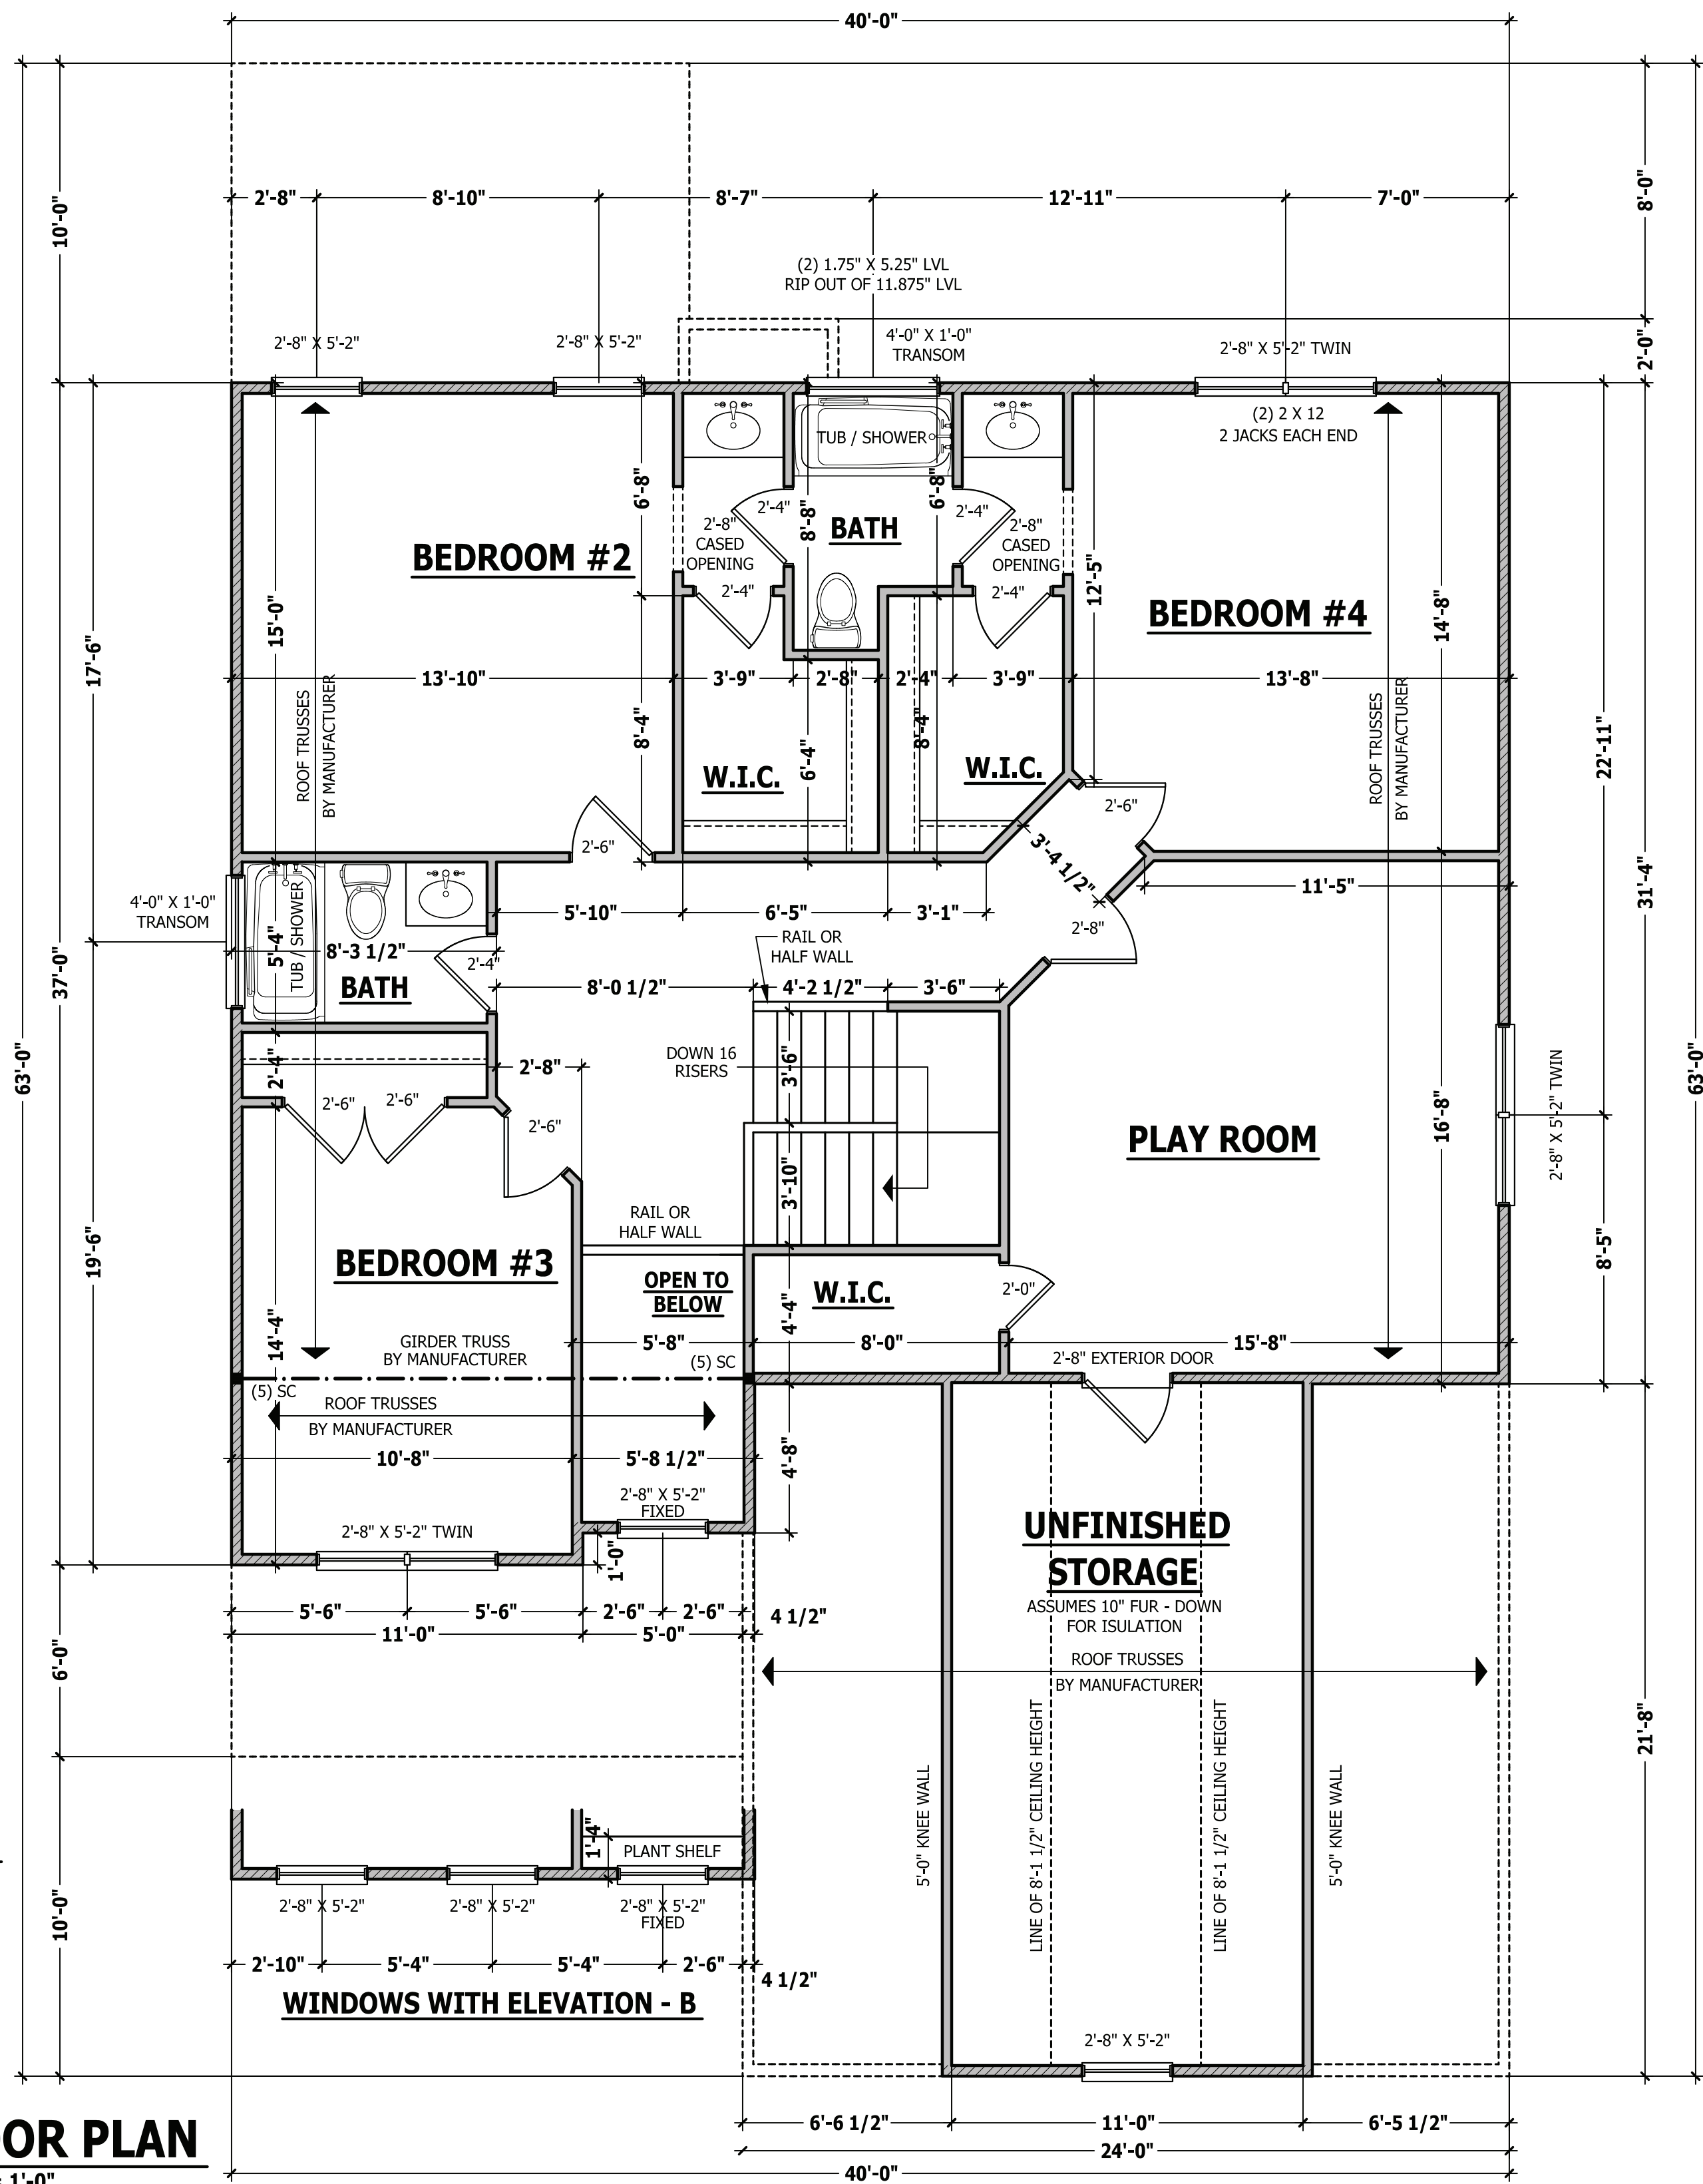 40'-0"
2'-8"
8'-10"
8'-7"
12'-11"
7'-0"
10'-0"
8'-0"
(2) 1.75" X 5.25" LVL
RIP OUT OF 11.875" LVL
2'-8" X 5'-2"
2'-8" X 5'-2"
4'-0" X 1'-0"
TRANSOM
2'-8" X 5'-2" TWIN
2'-0"
(2) 2 X 12
2 JACKS EACH END
TUB / SHOWER
6'-8"
6'-8"
2'-4"
8'-8"
2'-4"
BATH
2'-8"
CASED
OPENING
2'-8"
CASED
OPENING
BEDROOM #2
2'-4"
2'-4"
12'-5"
BEDROOM #4
15'-0"
14'-8"
17'-6"
13'-10"
3'-9"
2'-8"
2'-4"
3'-9"
13'-8"
ROOF TRUSSES
BY MANUFACTURER
8'-4"
6'-4"
8'-4"
W.I.C.
W.I.C.
ROOF TRUSSES
BY MANUFACTURER
22'-11"
2'-6"
2'-6"
3'-4 1/2"
11'-5"
31'-4"
4'-0" X 1'-0"
TRANSOM
5'-10"
6'-5"
3'-1"
2'-8"
TUB / SHOWER
5'-4"
8'-3 1/2"
2'-4"
BATH
RAIL OR
HALF WALL
37'-0"
8'-0 1/2"
4'-2 1/2"
3'-6"
63'-0"
63'-0"
2'-4"
2'-8"
DOWN 16
RISERS
3'-6"
2'-6"
2'-6"
2'-6"
16'-8"
2'-8" X 5'-2" TWIN
PLAY ROOM
3'-10"
RAIL OR
HALF WALL
19'-6"
8'-5"
BEDROOM #3
OPEN TO
BELOW
W.I.C.
2'-0"
14'-4"
4'-4"
GIRDER TRUSS
BY MANUFACTURER
5'-8"
8'-0"
15'-8"
(5) SC
2'-8" EXTERIOR DOOR
(5) SC
ROOF TRUSSES
BY MANUFACTURER
10'-8"
5'-8 1/2"
4'-8"
2'-8" X 5'-2"
FIXED
2'-8" X 5'-2" TWIN
1'-0"
UNFINISHED
STORAGE
ASSUMES 10" FUR - DOWN
FOR ISULATION
5'-6"
5'-6"
2'-6"
2'-6"
4 1/2"
11'-0"
5'-0"
6'-0"
ROOF TRUSSES
BY MANUFACTURER
21'-8"
5'-0" KNEE WALL
LINE OF 8'-1 1/2" CEILING HEIGHT
LINE OF 8'-1 1/2" CEILING HEIGHT
5'-0" KNEE WALL
1'-4"
PLANT SHELF
2'-8" X 5'-2"
2'-8" X 5'-2"
2'-8" X 5'-2"
FIXED
10'-0"
2'-10"
5'-4"
5'-4"
2'-6"
4 1/2"
WINDOWS WITH ELEVATION - B
2'-8" X 5'-2"
6'-6 1/2"
11'-0"
6'-5 1/2"
24'-0"
OOR PLAN
1'-0"
40'-0"